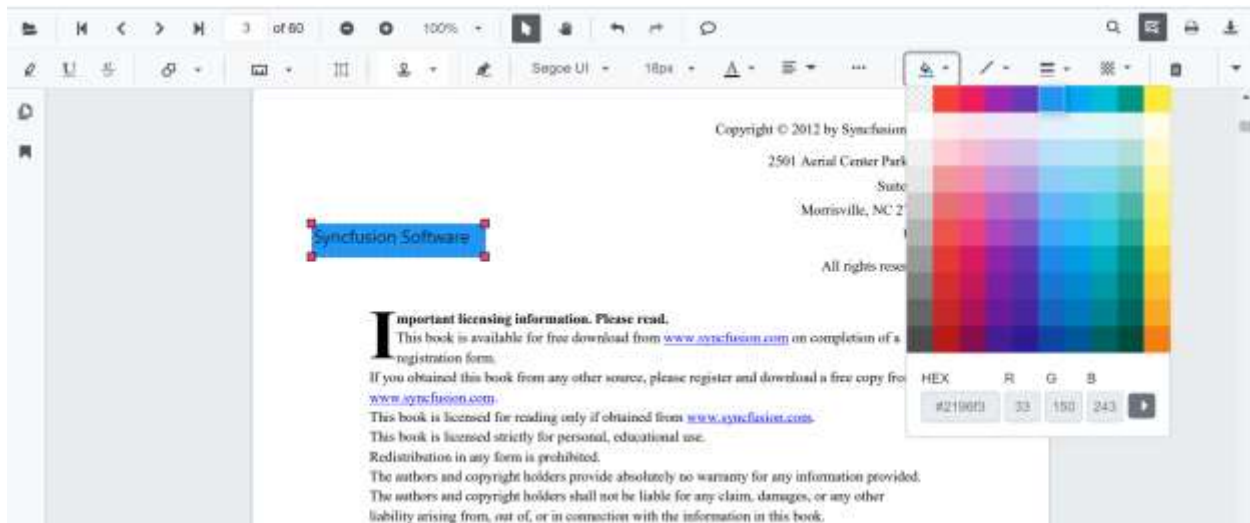 3 of 60 100%
Segoe UI 18px A
Copyright © 2012 by Syncfusion
2501 Aerial Center Park
Suite
Morrisville, NC 2
All rights rese
Syncfusion Software
Important licensing information. Please read.
This book is available for free download from www.syncfusion.com on completion of a
registration form.
If you obtained this book from any other source, please register and download a free copy fro
www.syncfusion.com.
This book is licensed for reading only if obtained from www.syncfusion.com.
This book is licensed strictly for personal, educational use.
Redistribution in any form is prohibited.
The authors and copyright holders provide absolutely no warranty for any information provided.
The authors and copyright holders shall not be liable for any claim, damages, or any other
liability arising from, out of, or in connection with the information in this book.
HEX R G B
#2196f3 33 150 243